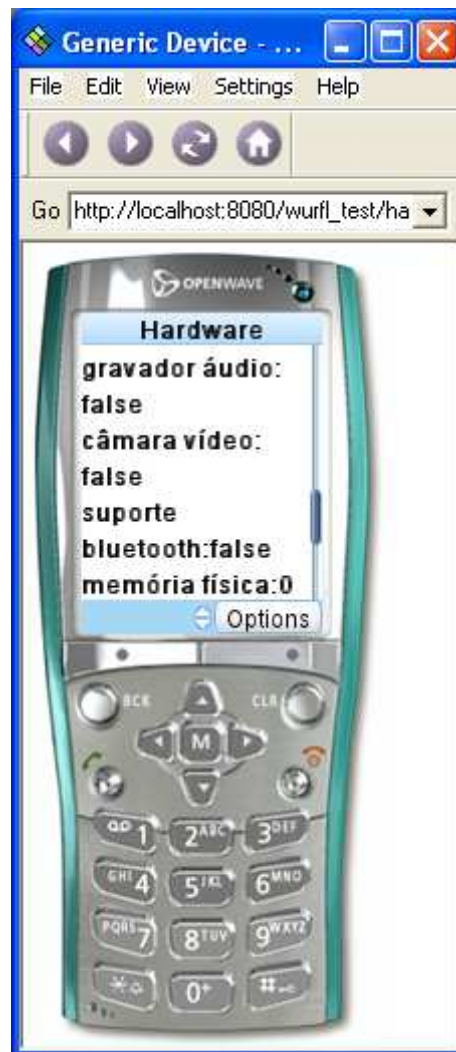 Generic Device - ...
File Edit View Settings Help
Go http://localhost:8080/wurfl_test/ha
OPENWAVE
Hardware
gravador áudio:
false
câmara vídeo:
false
suporte
bluetooth:false
memória física:0
Options
BCK CLR
M
1 2ABC 3DEF
GHI4 5JKL 6MNO
PQRS7 8TUV 9WXYZ
* 0+ #